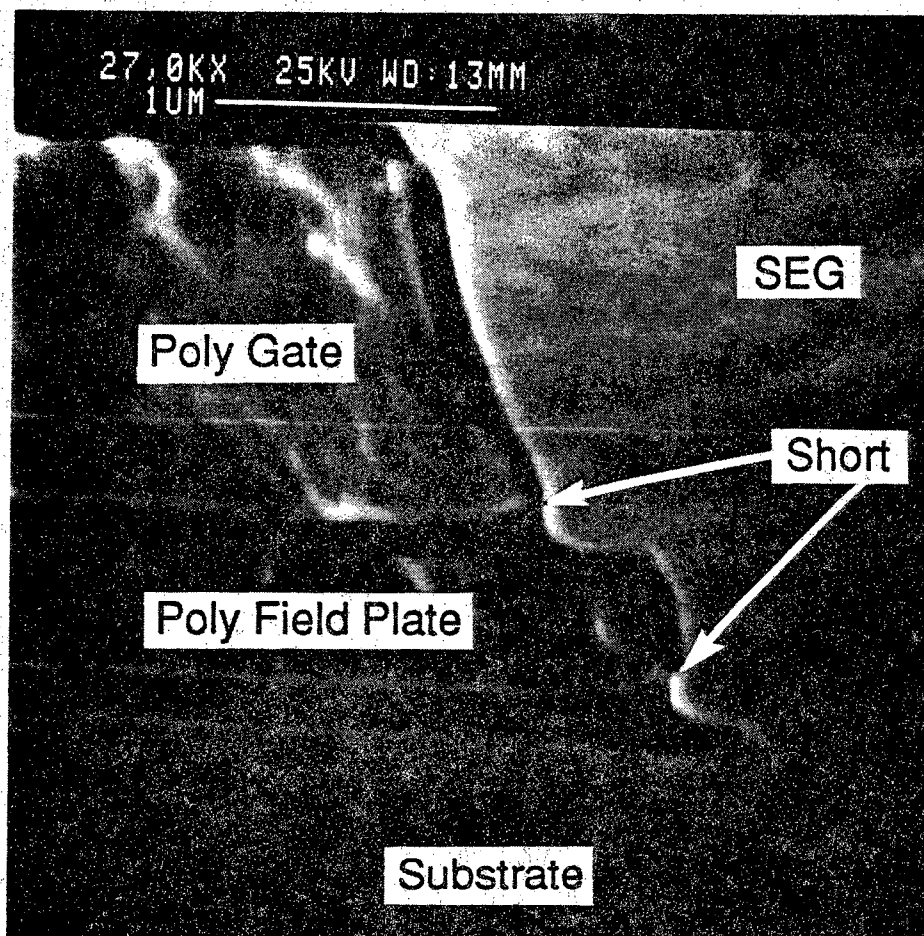 27.0KX 25KV WD:13MM
1UM
SEG
Poly Gate
Short
Poly Field Plate
Substrate